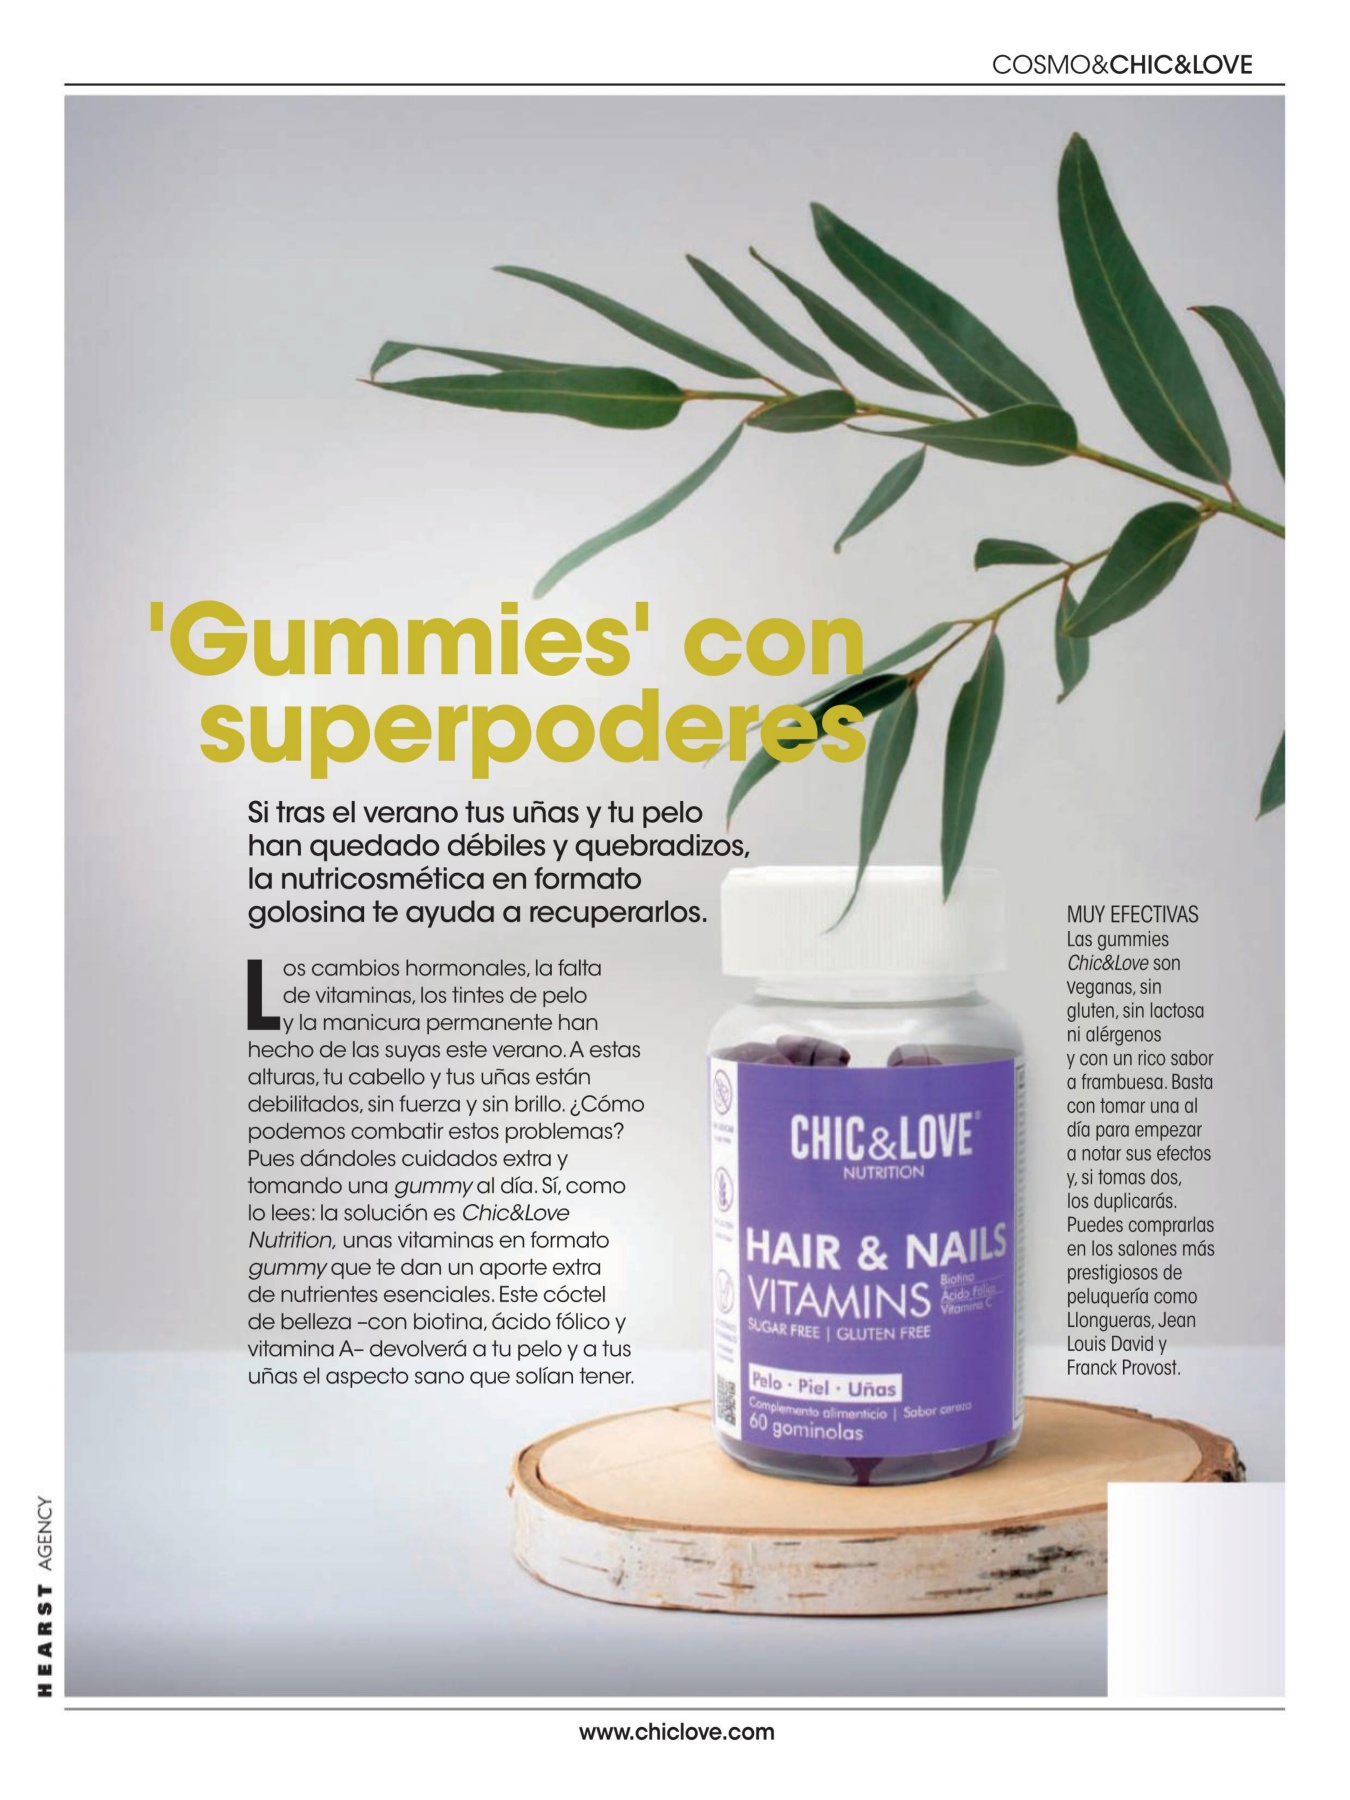 COSMO&CHIC&LOVE
'Gummies' con
superpoderes
Si tras el verano tus uñas y tu pelo
han quedado débiles y quebradizos,
la nutricosmética en formato
golosina te ayuda a recuperarlos.
Los cambios hormonales, la falta
de vitaminas, los tintes de pelo
y la manicura permanente han
hecho de las suyas este verano. A estas
alturas, tu cabello y tus uñas están
debilitados, sin fuerza y sin brillo. ¿Cómo
podemos combatir estos problemas?
Pues dándoles cuidados extra y
tomando una gummy al día. Sí, como
lo lees: la solución es Chic&Love
Nutrition, unas vitaminas en formato
gummy que te dan un aporte extra
de nutrientes esenciales. Este cóctel
de belleza –con biotina, ácido fólico y
vitamina A– devolverá a tu pelo y a tus
uñas el aspecto sano que solían tener.
MUY EFECTIVAS
Las gummies
Chic&Love son
veganas, sin
gluten, sin lactosa
ni alérgenos
y con un rico sabor
a frambuesa. Basta
con tomar una al
día para empezar
a notar sus efectos
y, si tomas dos,
los duplicarás.
Puedes comprarlas
en los salones más
prestigiosos de
peluquería como
Llongueras, Jean
Louis David y
Franck Provost.
CHIC&LOVE®
NUTRITION
HAIR & NAILS
VITAMINS
Biotina
Ácido Fólico
Vitamina C
SUGAR FREE | GLUTEN FREE
Pelo · Piel · Uñas
Complemento alimenticio | Sabor cereza
60 gominolas
HEARST AGENCY
www.chiclove.com